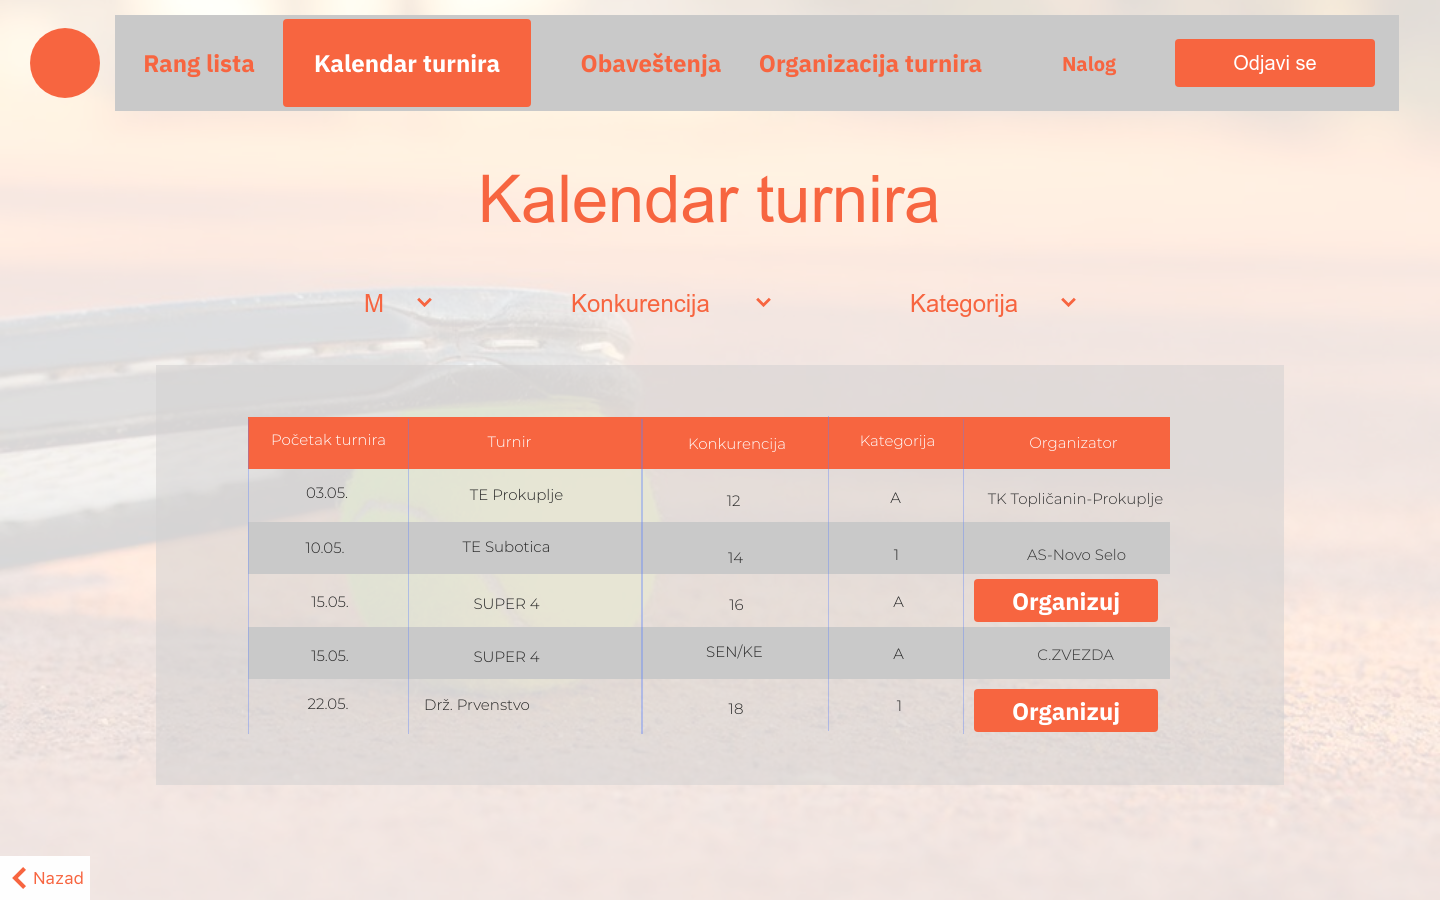 Rang lista
Kalendar turnira
Obaveštenja
Organizacija turnira
Nalog
Odjavi se
Kalendar turnira
M
Konkurencija
Kategorija
Početak turnira Turnir Konkurencija Kategorija Organizator
03.05. TE Prokuplje 12 A TK Topličanin-Prokuplje
10.05. TE Subotica 14 1 AS-Novo Selo
15.05. SUPER 4 16 A Organizuj
15.05. SUPER 4 SEN/KE A C.ZVEZDA
22.05. Drž. Prvenstvo 18 1 Organizuj
Nazad